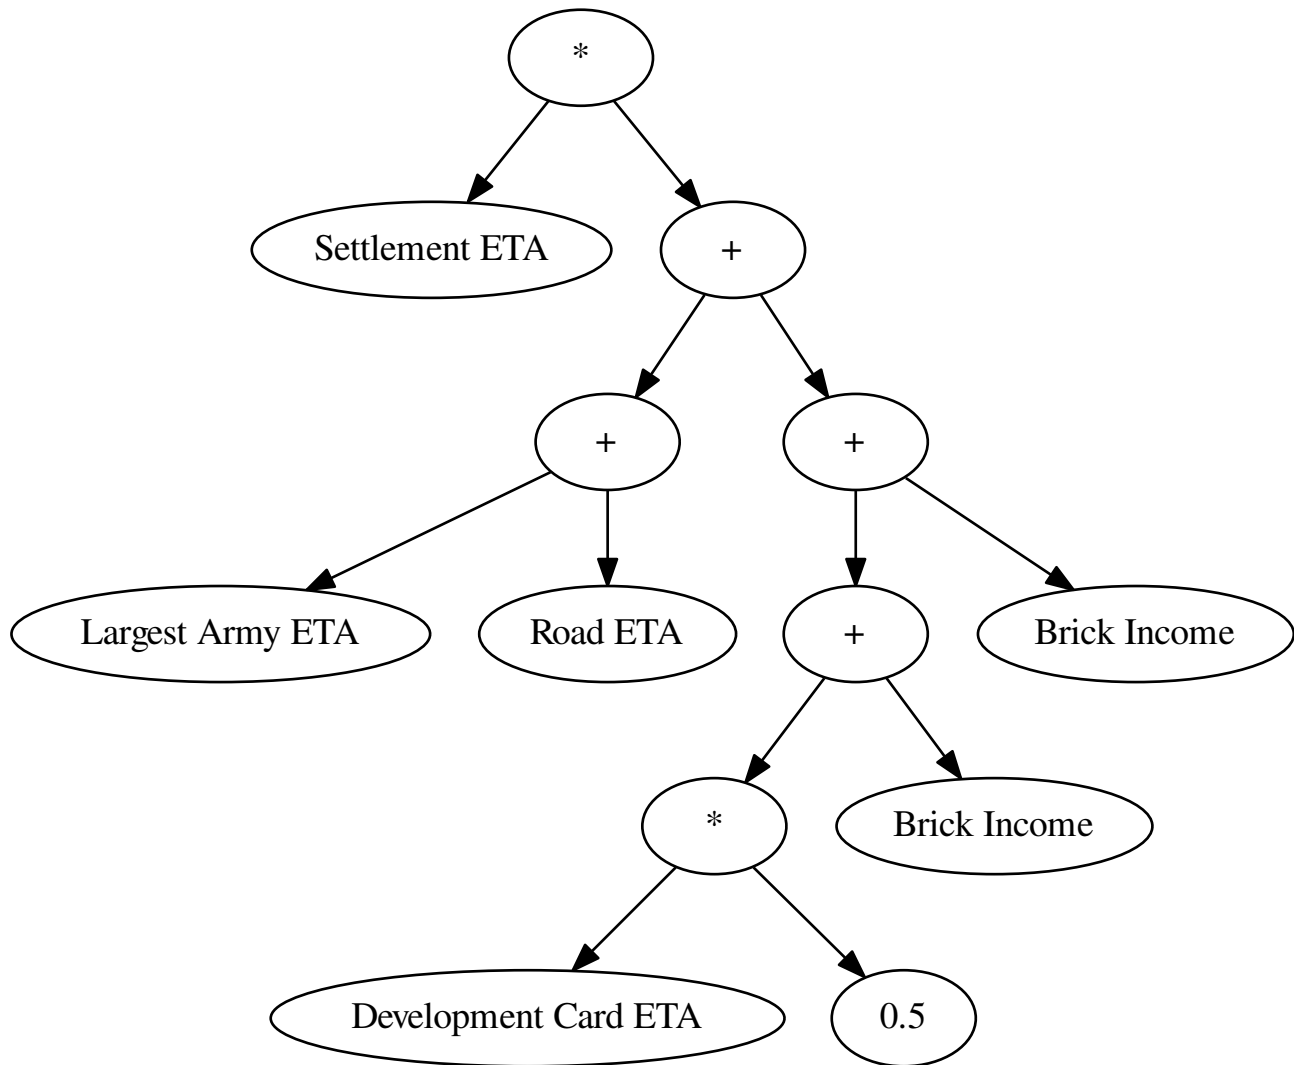 *
Settlement ETA
+
+
+
Largest Army ETA
Road ETA
+
Brick Income
*
Brick Income
Development Card ETA
0.5